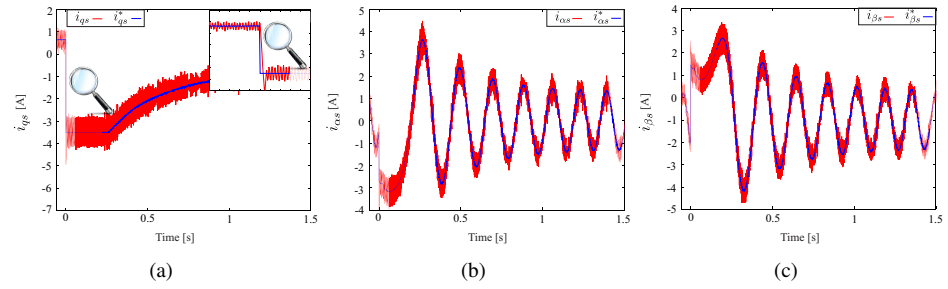 i_qs i*_qs
2
1
0
-1
-2
-3
-4
-5
-6
-7
i_qs [A]
0 0.5 1 1.5
Time [s]
(a)
i_αs i*_αs
5
4
3
2
1
0
-1
-2
-3
-4
i_αs [A]
0 0.5 1 1.5
Time [s]
(b)
i_βs i*_βs
4
3
2
1
0
-1
-2
-3
-4
-5
i_βs [A]
0 0.5 1 1.5
Time [s]
(c)